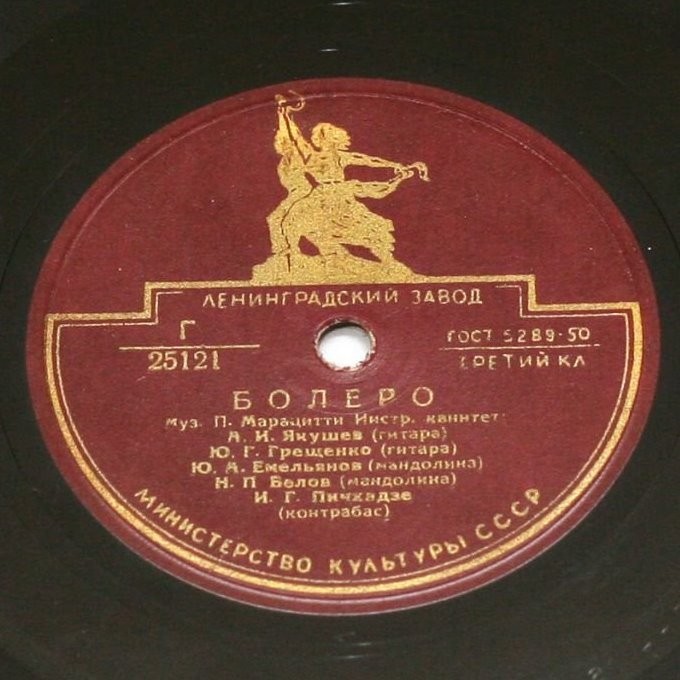 ЛЕНИНГРАДСКИЙ ЗАВОД
Г
25121
ГОСТ 5289-50
ТРЕТИЙ КЛ
БОЛЕРО
муз. П. Марацитти Инстр. квинтет:
А. И. Якушев (гитара)
Ю. Г. Грещенко (гитара)
Ю. А. Емельянов (мандолина)
Н. П. Белов (мандолина)
И. Г. Пичхадзе
(контрабас)
МИНИСТЕРСТВО КУЛЬТУРЫ СССР